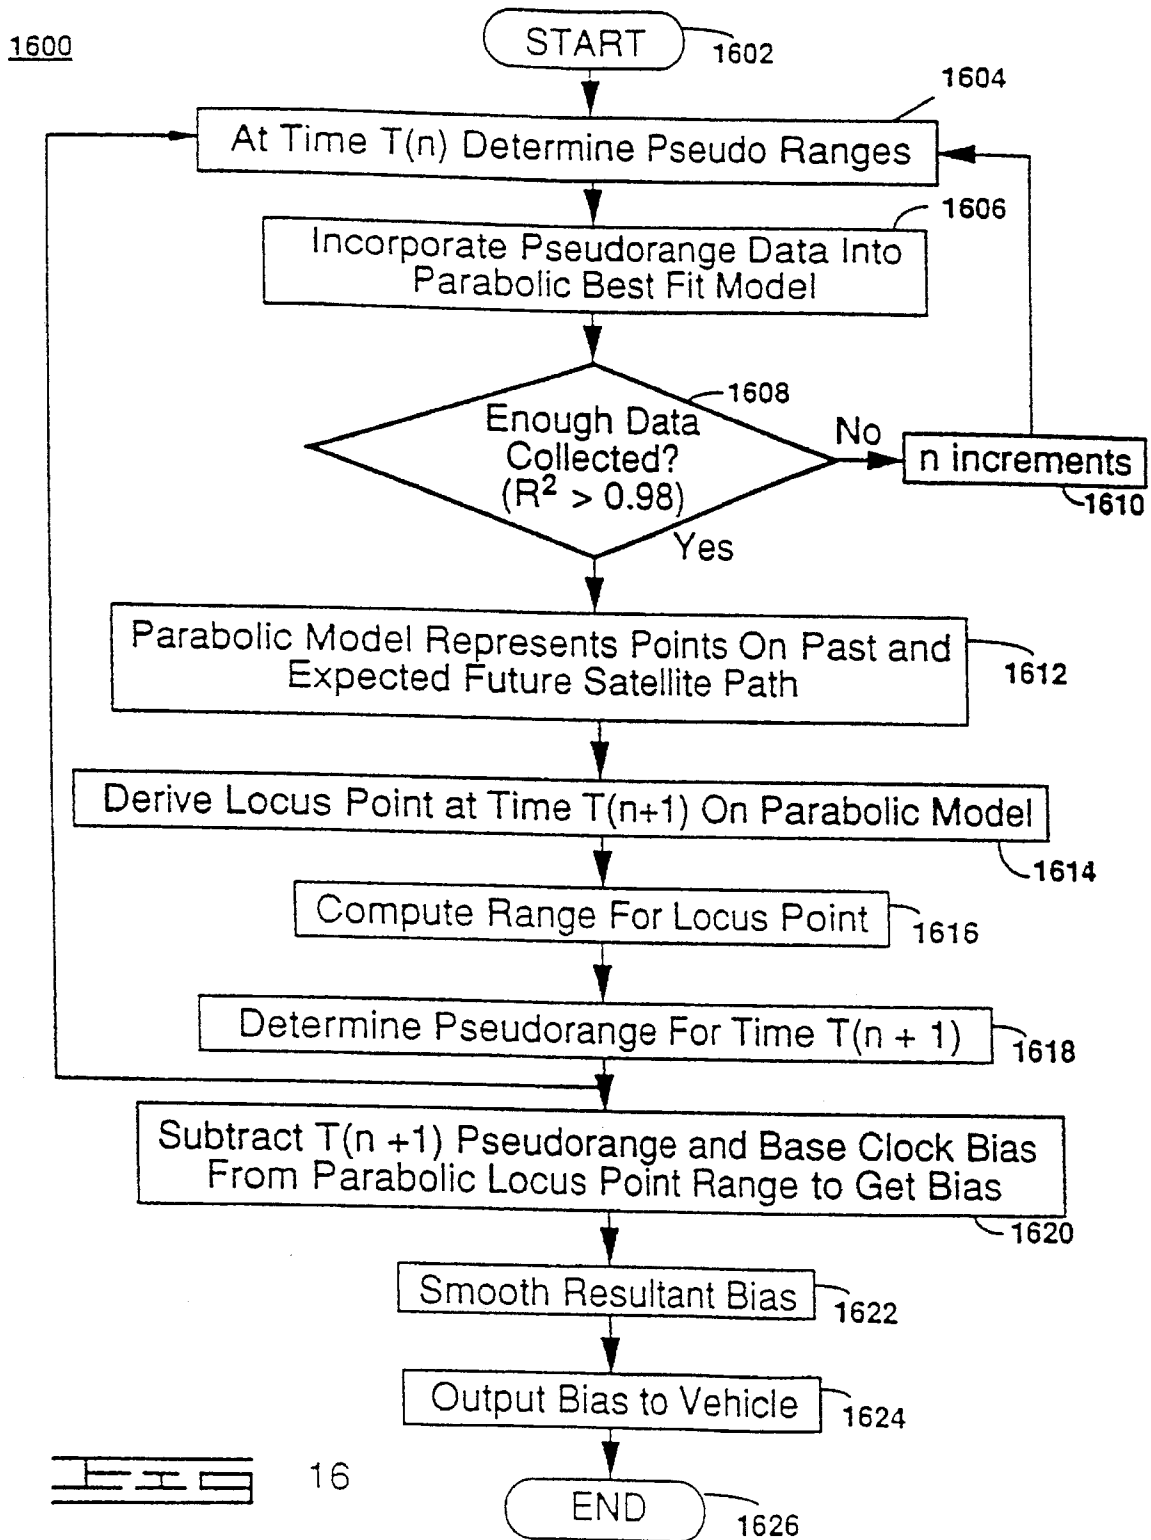 1600
START
1602
1604
At Time T(n) Determine Pseudo Ranges
1606
Incorporate Pseudorange Data Into
Parabolic Best Fit Model
1608
Enough Data
Collected?
(R² > 0.98)
No
n increments
1610
Yes
Parabolic Model Represents Points On Past and
Expected Future Satellite Path
1612
Derive Locus Point at Time T(n+1) On Parabolic Model
1614
Compute Range For Locus Point
1616
Determine Pseudorange For Time T(n + 1)
1618
Subtract T(n +1) Pseudorange and Base Clock Bias
From Parabolic Locus Point Range to Get Bias
1620
Smooth Resultant Bias
1622
Output Bias to Vehicle
1624
FIG 16
END
1626